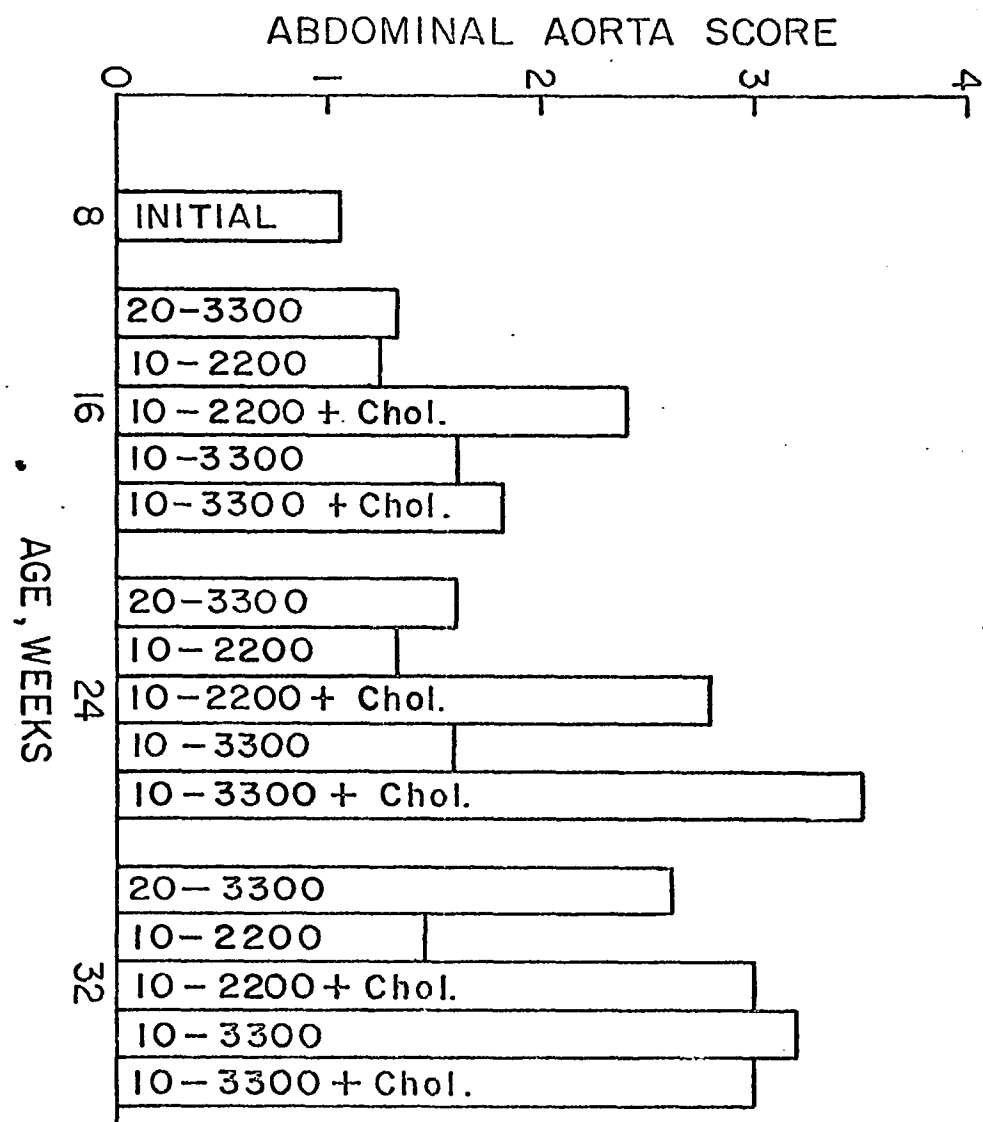 ABDOMINAL AORTA SCORE
0 1 2 3 4
8
INITIAL
16
20-3300
10-2200
10-2200 + Chol.
10-3300
10-3300 + Chol.
24
20-3300
10-2200
10-2200 + Chol.
10-3300
10-3300 + Chol.
32
20-3300
10-2200
10-2200 + Chol.
10-3300
10-3300 + Chol.
AGE, WEEKS